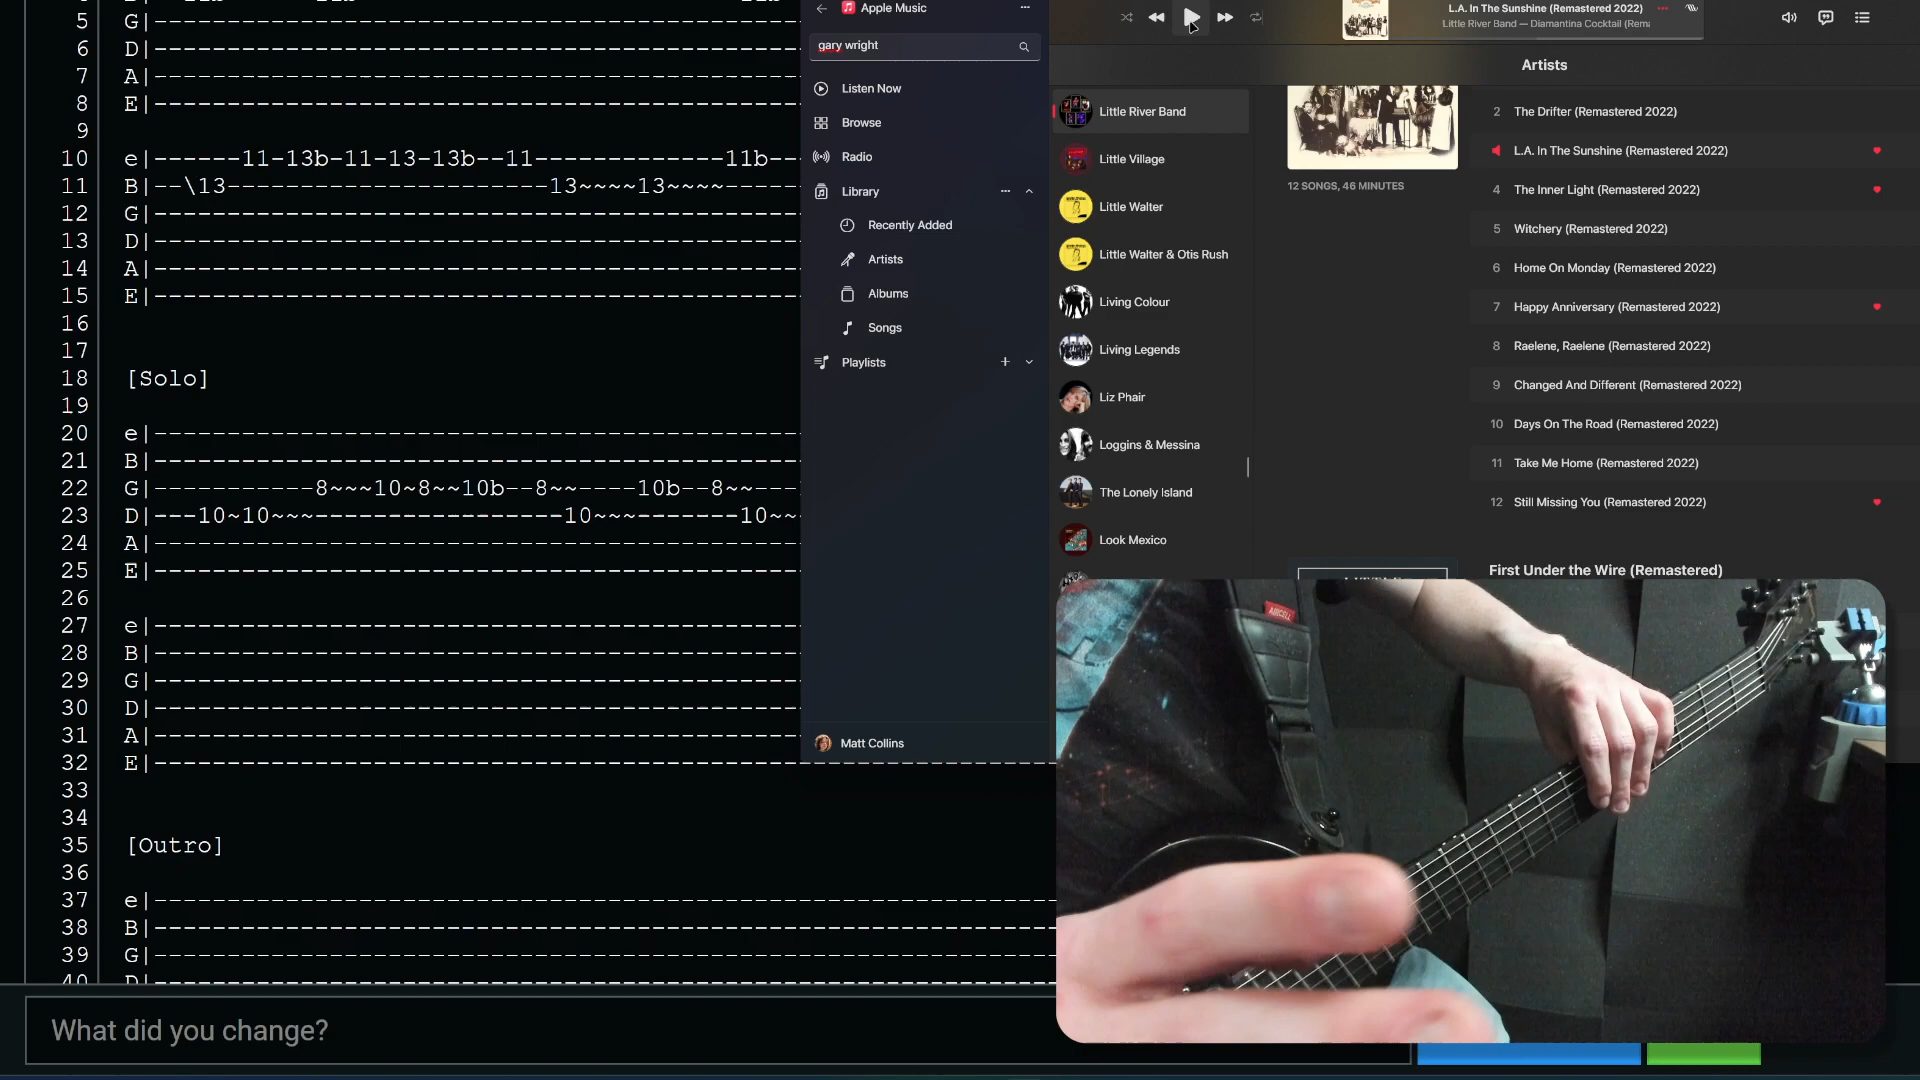 5 G|--------------------------------------------
6 D|--------------------------------------------
7 A|--------------------------------------------
8 E|--------------------------------------------
9
10 e|------11-13b-11-13-13b--11-------------11b--
11 B|--\13----------------------13~~~~13~~~~-----
12 G|--------------------------------------------
13 D|--------------------------------------------
14 A|--------------------------------------------
15 E|--------------------------------------------
16
17
18 [Solo]
19
20 e|--------------------------------------------
21 B|--------------------------------------------
22 G|-----------8~~~10~8~~10b--8~~----10b--8~~---
23 D|---10~10~~~-----------------10~~~-------10~~
24 A|--------------------------------------------
25 E|--------------------------------------------
26
27 e|--------------------------------------------
28 B|--------------------------------------------
29 G|--------------------------------------------
30 D|--------------------------------------------
31 A|--------------------------------------------
32 E|--------------------------------------------
33
34
35 [Outro]
36
37 e|--------------------------------------------
38 B|--------------------------------------------
39 G|--------------------------------------------
40 D|--------------------------------------------
What did you change?
Apple Music
gary wright
Listen Now
Browse
Radio
Library
Recently Added
Artists
Albums
Songs
Playlists
Matt Collins
L.A. In The Sunshine (Remastered 2022)
Little River Band — Diamantina Cocktail (Rema
Artists
Little River Band
Little Village
Little Walter
Little Walter & Otis Rush
Living Colour
Living Legends
Liz Phair
Loggins & Messina
The Lonely Island
Look Mexico
12 SONGS, 46 MINUTES
2 The Drifter (Remastered 2022)
L.A. In The Sunshine (Remastered 2022)
4 The Inner Light (Remastered 2022)
5 Witchery (Remastered 2022)
6 Home On Monday (Remastered 2022)
7 Happy Anniversary (Remastered 2022)
8 Raelene, Raelene (Remastered 2022)
9 Changed And Different (Remastered 2022)
10 Days On The Road (Remastered 2022)
11 Take Me Home (Remastered 2022)
12 Still Missing You (Remastered 2022)
First Under the Wire (Remastered)
AIRCELL